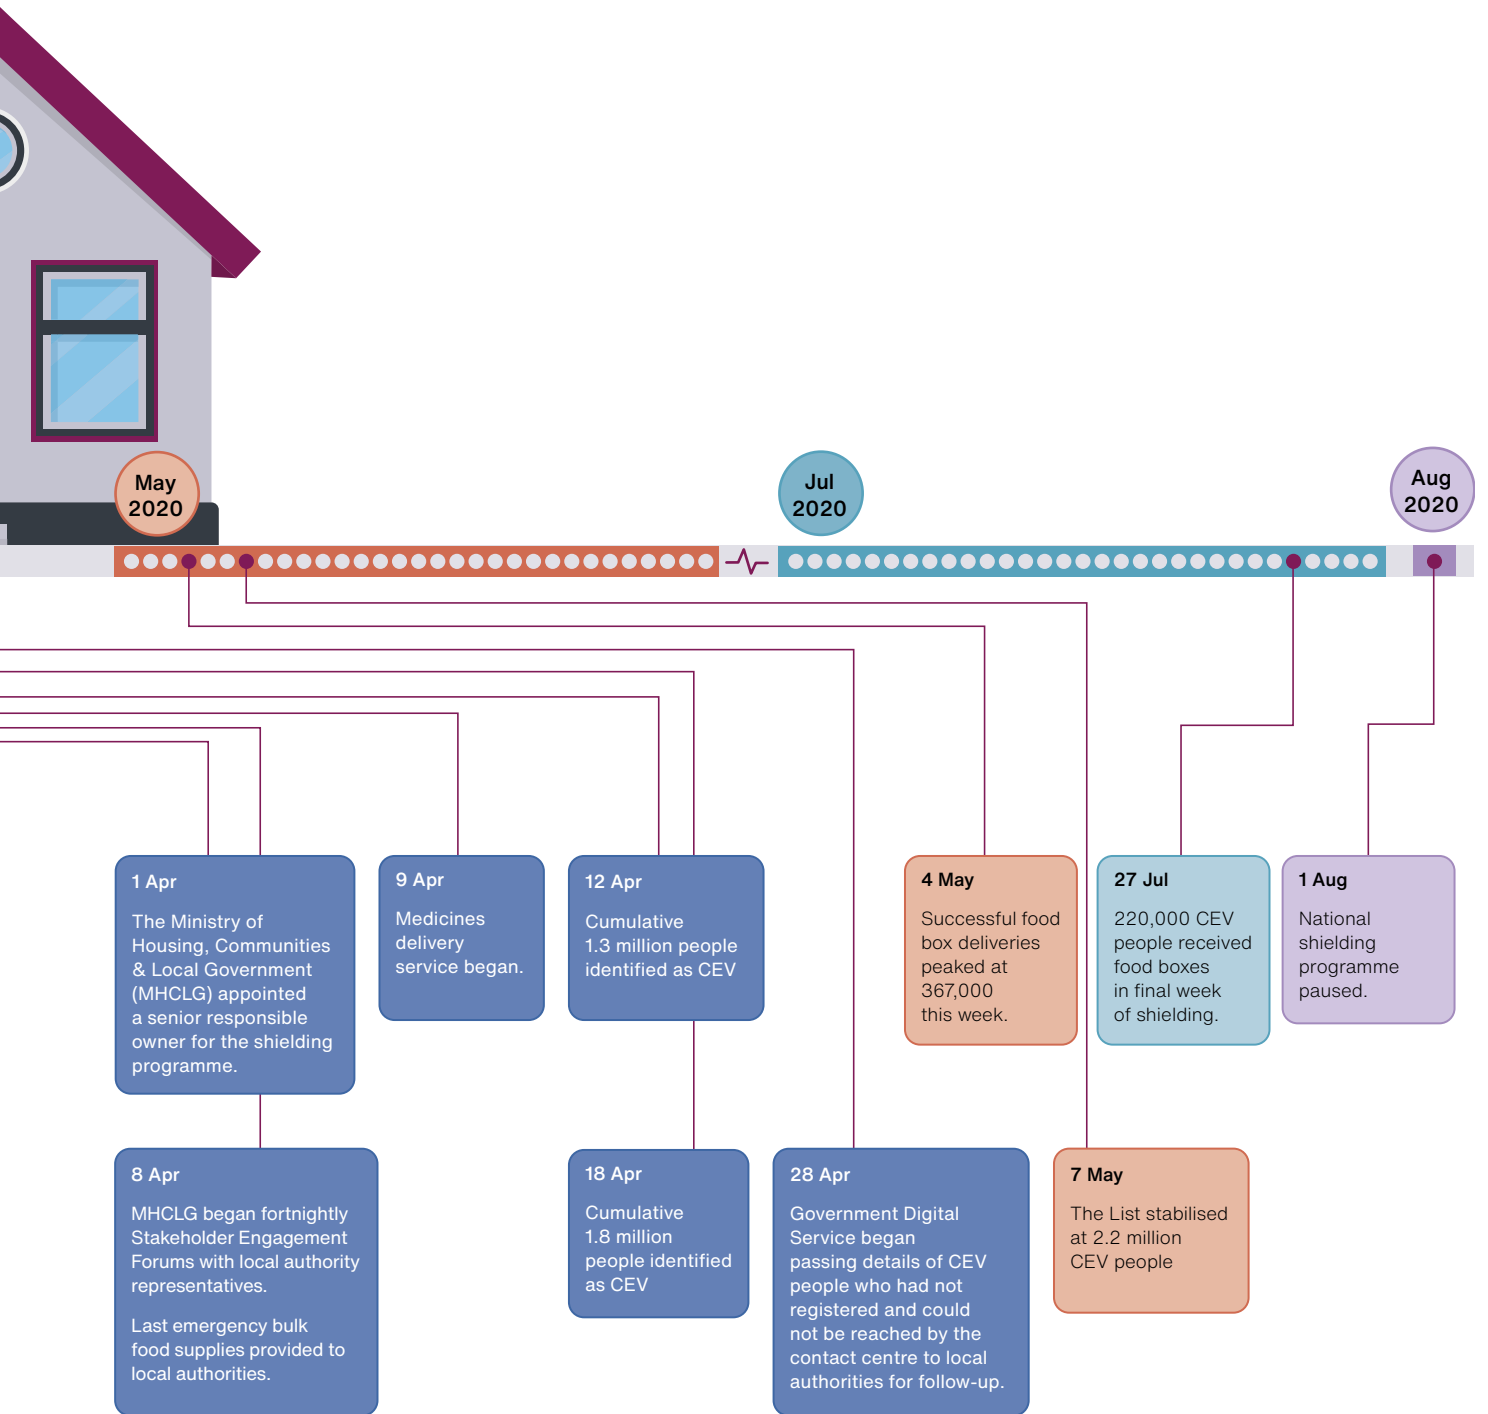 May
2020
Jul
2020
Aug
2020
1 Apr
The Ministry of
Housing, Communities
& Local Government
(MHCLG) appointed
a senior responsible
owner for the shielding
programme.
9 Apr
Medicines
delivery
service began.
12 Apr
Cumulative
1.3 million people
identified as CEV
4 May
Successful food
box deliveries
peaked at
367,000
this week.
27 Jul
220,000 CEV
people received
food boxes
in final week
of shielding.
1 Aug
National
shielding
programme
paused.
8 Apr
MHCLG began fortnightly
Stakeholder Engagement
Forums with local authority
representatives.
Last emergency bulk
food supplies provided to
local authorities.
18 Apr
Cumulative
1.8 million
people identified
as CEV
28 Apr
Government Digital
Service began
passing details of CEV
people who had not
registered and could
not be reached by the
contact centre to local
authorities for follow-up.
7 May
The List stabilised
at 2.2 million
CEV people